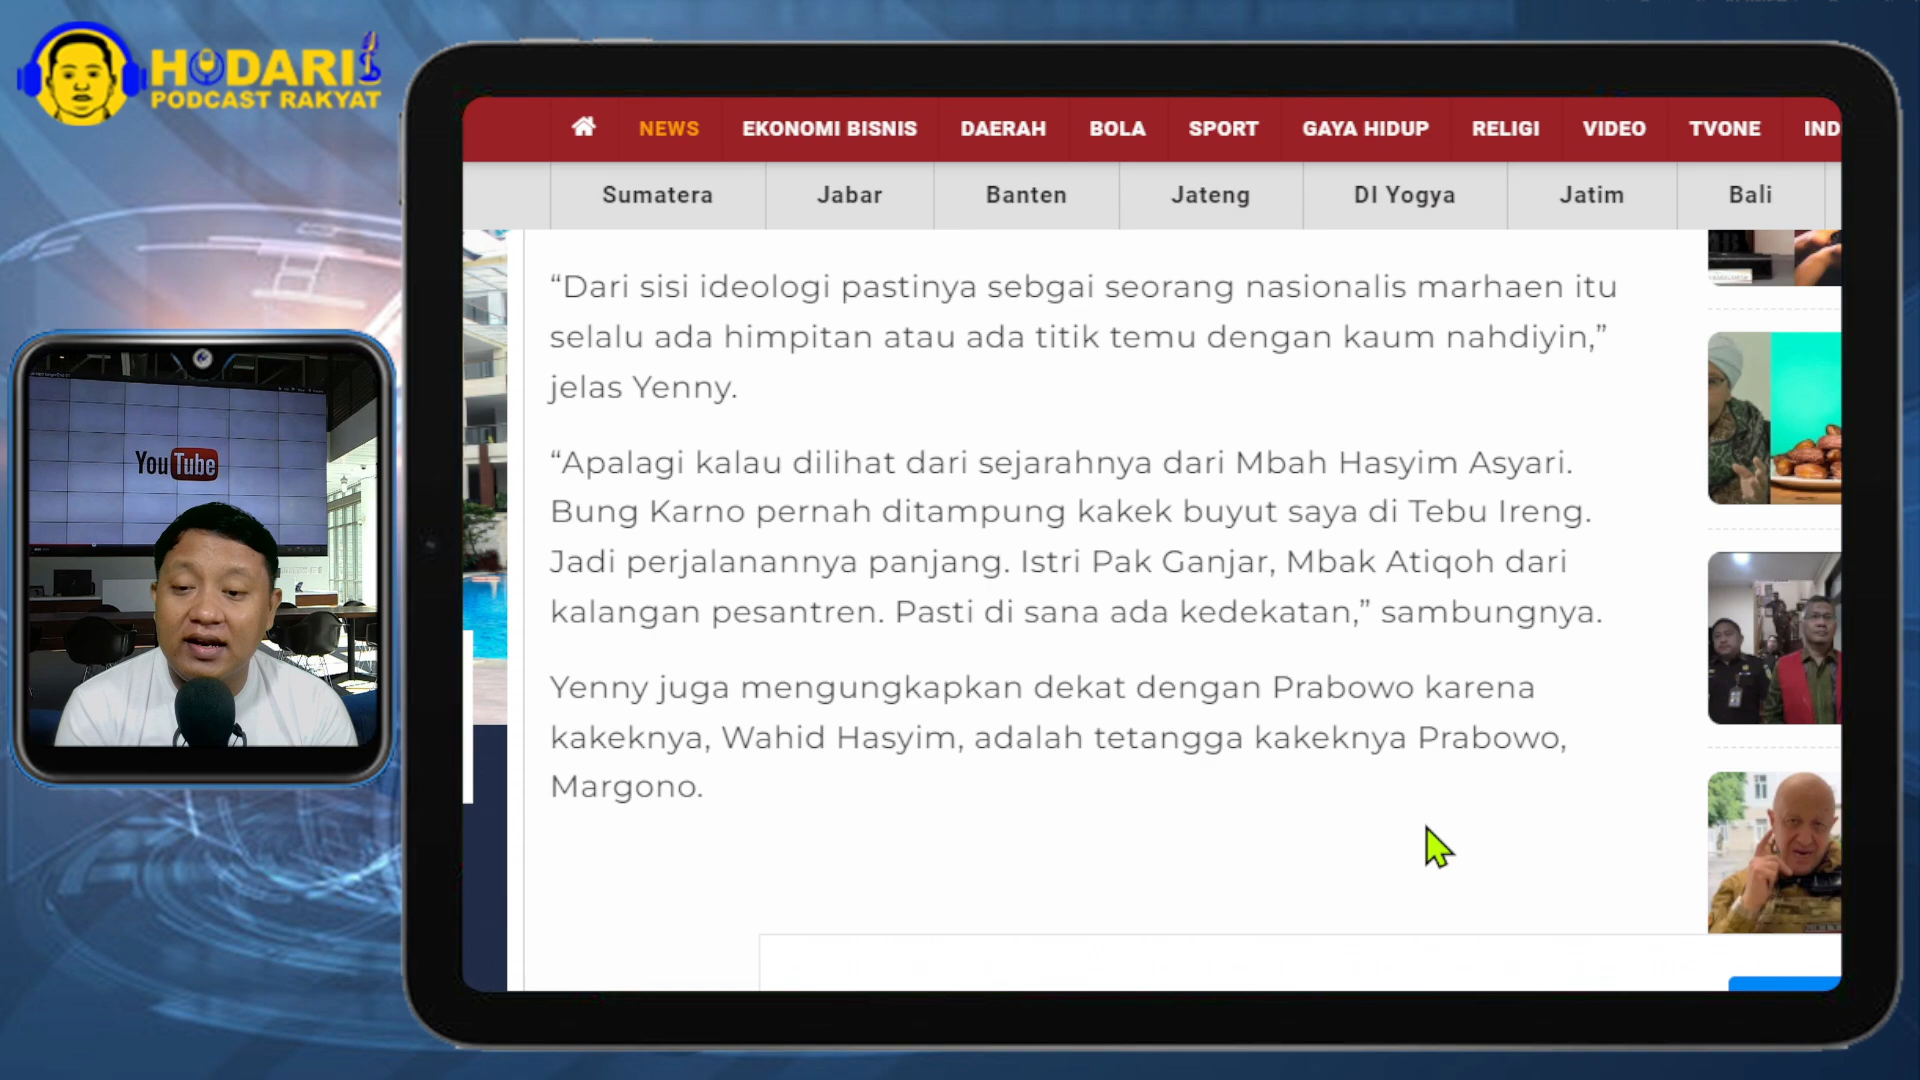 HODARI
PODCAST RAKYAT
NEWS EKONOMI BISNIS DAERAH BOLA SPORT GAYA HIDUP RELIGI VIDEO TVONE IND
Sumatera Jabar Banten Jateng DI Yogya Jatim Bali
“Dari sisi ideologi pastinya sebgai seorang nasionalis marhaen itu
selalu ada himpitan atau ada titik temu dengan kaum nahdiyin,”
jelas Yenny.
“Apalagi kalau dilihat dari sejarahnya dari Mbah Hasyim Asyari.
Bung Karno pernah ditampung kakek buyut saya di Tebu Ireng.
Jadi perjalanannya panjang. Istri Pak Ganjar, Mbak Atiqoh dari
kalangan pesantren. Pasti di sana ada kedekatan,” sambungnya.
Yenny juga mengungkapkan dekat dengan Prabowo karena
kakeknya, Wahid Hasyim, adalah tetangga kakeknya Prabowo,
Margono.
YouTube